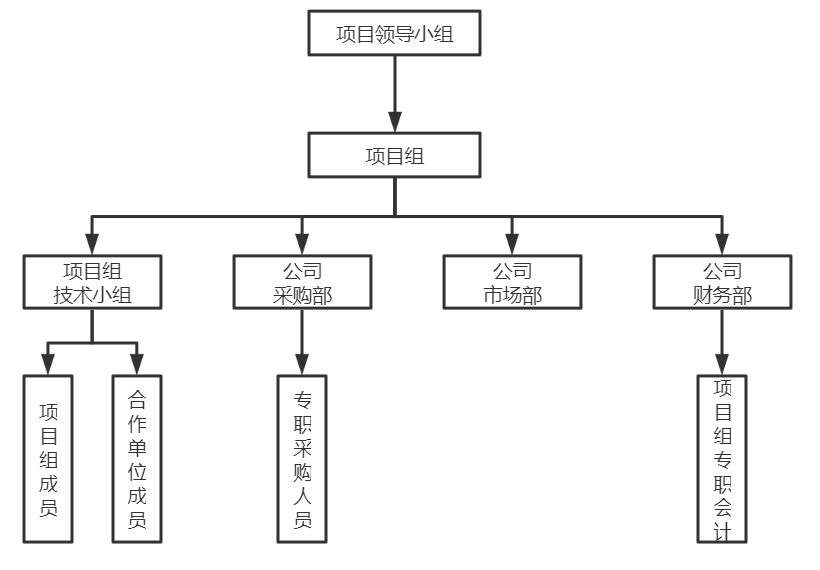 项目领导小组
项目组
项目组
技术小组
公司
采购部
公司
市场部
公司
财务部
项目组成员
合作单位成员
专职采购人员
项目组专职会计